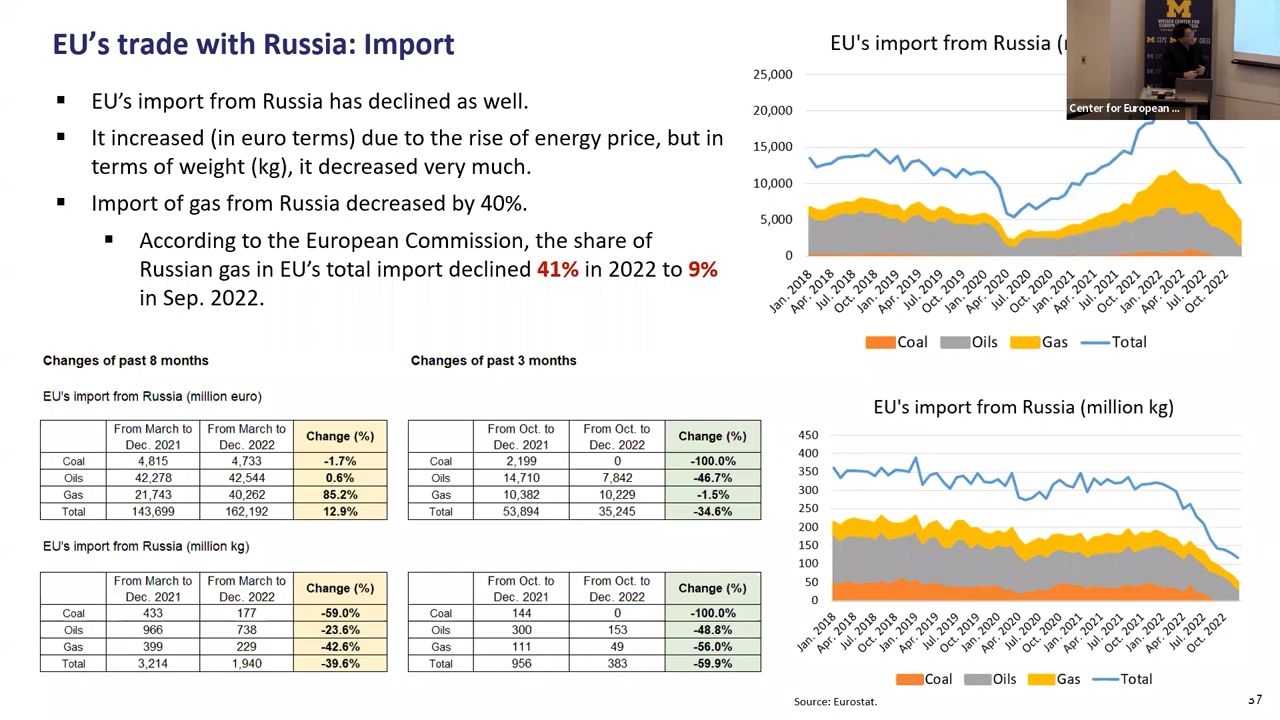 EU's trade with Russia: Import
▪ EU's import from Russia has declined as well.
▪ It increased (in euro terms) due to the rise of energy price, but in
terms of weight (kg), it decreased very much.
▪ Import of gas from Russia decreased by 40%.
▪ According to the European Commission, the share of
Russian gas in EU's total import declined 41% in 2022 to 9%
in Sep. 2022.
Changes of past 8 months
EU's import from Russia (million euro)
From March to Dec. 2021 From March to Dec. 2022 Change (%)
Coal 4,815 4,733 -1.7%
Oils 42,278 42,544 0.6%
Gas 21,743 40,262 85.2%
Total 143,699 162,192 12.9%
EU's import from Russia (million kg)
From March to Dec. 2021 From March to Dec. 2022 Change (%)
Coal 433 177 -59.0%
Oils 966 738 -23.6%
Gas 399 229 -42.6%
Total 3,214 1,940 -39.6%
Changes of past 3 months
From Oct. to Dec. 2021 From Oct. to Dec. 2022 Change (%)
Coal 2,199 0 -100.0%
Oils 14,710 7,842 -46.7%
Gas 10,382 10,229 -1.5%
Total 53,894 35,245 -34.6%
From Oct. to Dec. 2021 From Oct. to Dec. 2022 Change (%)
Coal 144 0 -100.0%
Oils 300 153 -48.8%
Gas 111 49 -56.0%
Total 956 383 -59.9%
EU's import from Russia
25,000
20,000
15,000
10,000
5,000
0
Jan. 2018 Apr. 2018 Jul. 2018 Oct. 2018 Jan. 2019 Apr. 2019 Jul. 2019 Oct. 2019 Jan. 2020 Apr. 2020 Jul. 2020 Oct. 2020 Jan. 2021 Apr. 2021 Jul. 2021 Oct. 2021 Jan. 2022 Apr. 2022 Jul. 2022 Oct. 2022
Coal Oils Gas Total
M
WEISER CENTER
Center for European ...
EU's import from Russia (million kg)
450
400
350
300
250
200
150
100
50
0
Jan. 2018 Apr. 2018 Jul. 2018 Oct. 2018 Jan. 2019 Apr. 2019 Jul. 2019 Oct. 2019 Jan. 2020 Apr. 2020 Jul. 2020 Oct. 2020 Jan. 2021 Apr. 2021 Jul. 2021 Oct. 2021 Jan. 2022 Apr. 2022 Jul. 2022 Oct. 2022
Coal Oils Gas Total
Source: Eurostat.
37